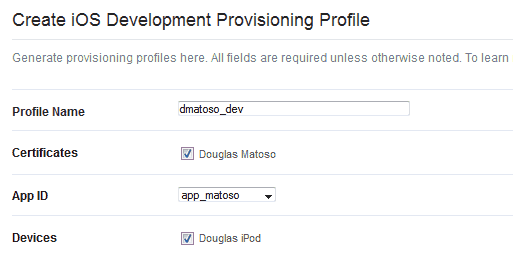 Create iOS Development Provisioning Profile
Generate provisioning profiles here. All fields are required unless otherwise noted. To learn
Profile Name dmatoso_dev
Certificates Douglas Matoso
App ID app_matoso
Devices Douglas iPod